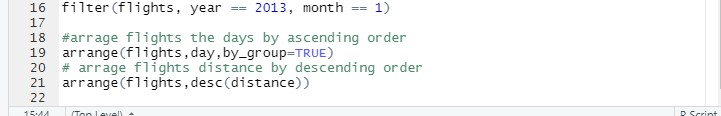 16 filter(flights, year == 2013, month == 1)
17
18 #arrage flights the days by ascending order
19 arrange(flights,day,by_group=TRUE)
20 # arrage flights distance by descending order
21 arrange(flights,desc(distance))
22
15:44 (Top Level) R Script